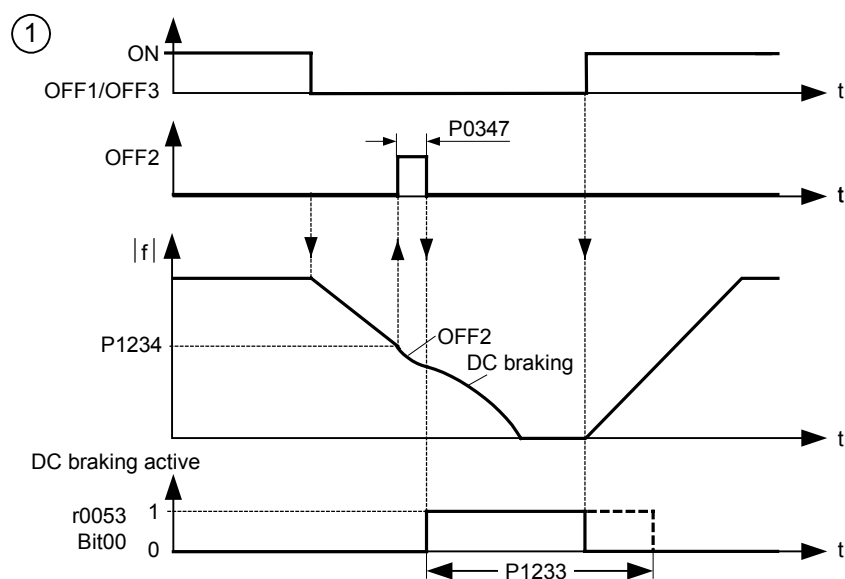 1
ON
OFF1/OFF3
t
P0347
OFF2
t
|f|
P1234
OFF2
DC braking
t
DC braking active
r0053 1
Bit00 0
t
P1233